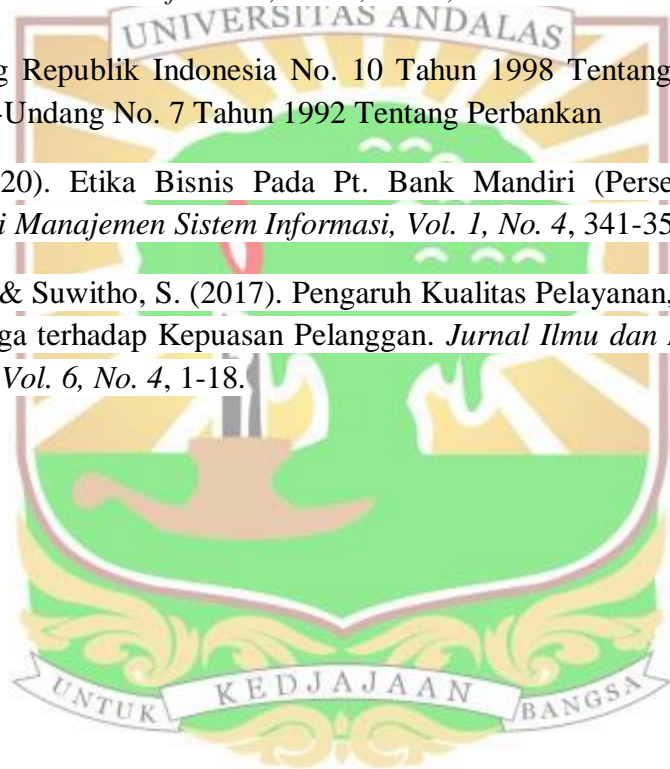 UNIVERSITAS ANDALAS
g Republik Indonesia No. 10 Tahun 1998 Tentang
-Undang No. 7 Tahun 1992 Tentang Perbankan
20). Etika Bisnis Pada Pt. Bank Mandiri (Perse
i Manajemen Sistem Informasi, Vol. 1, No. 4, 341-35
& Suwitho, S. (2017). Pengaruh Kualitas Pelayanan,
ga terhadap Kepuasan Pelanggan. Jurnal Ilmu dan
Vol. 6, No. 4, 1-18.
UNTUK KEDJAJAAN BANGSA